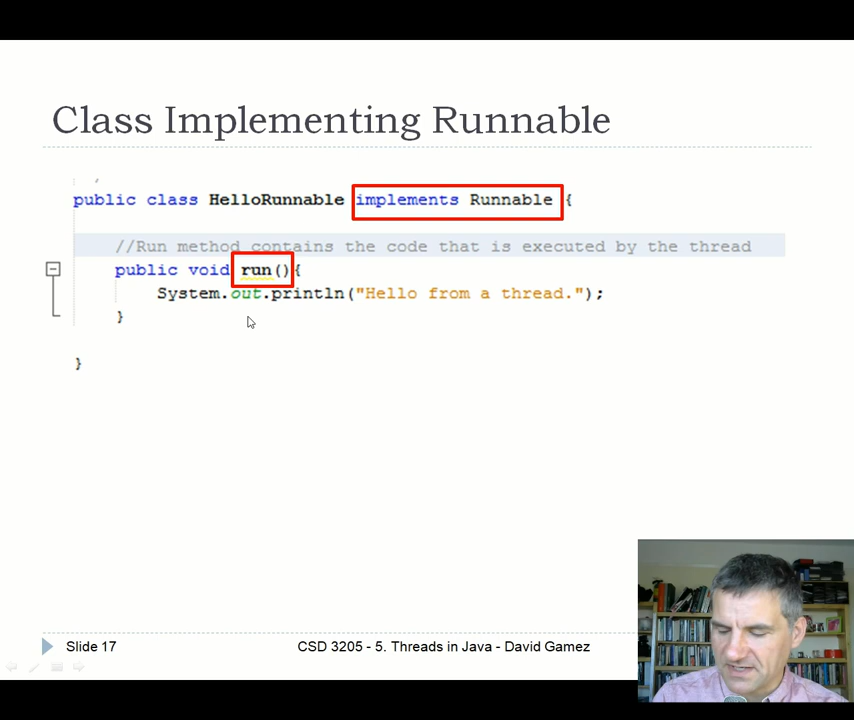 Class Implementing Runnable
public class HelloRunnable implements Runnable {
//Run method contains the code that is executed by the thread
public void run(){
System.out.println("Hello from a thread.");
}
}
Slide 17
CSD 3205 - 5. Threads in Java - David Gamez